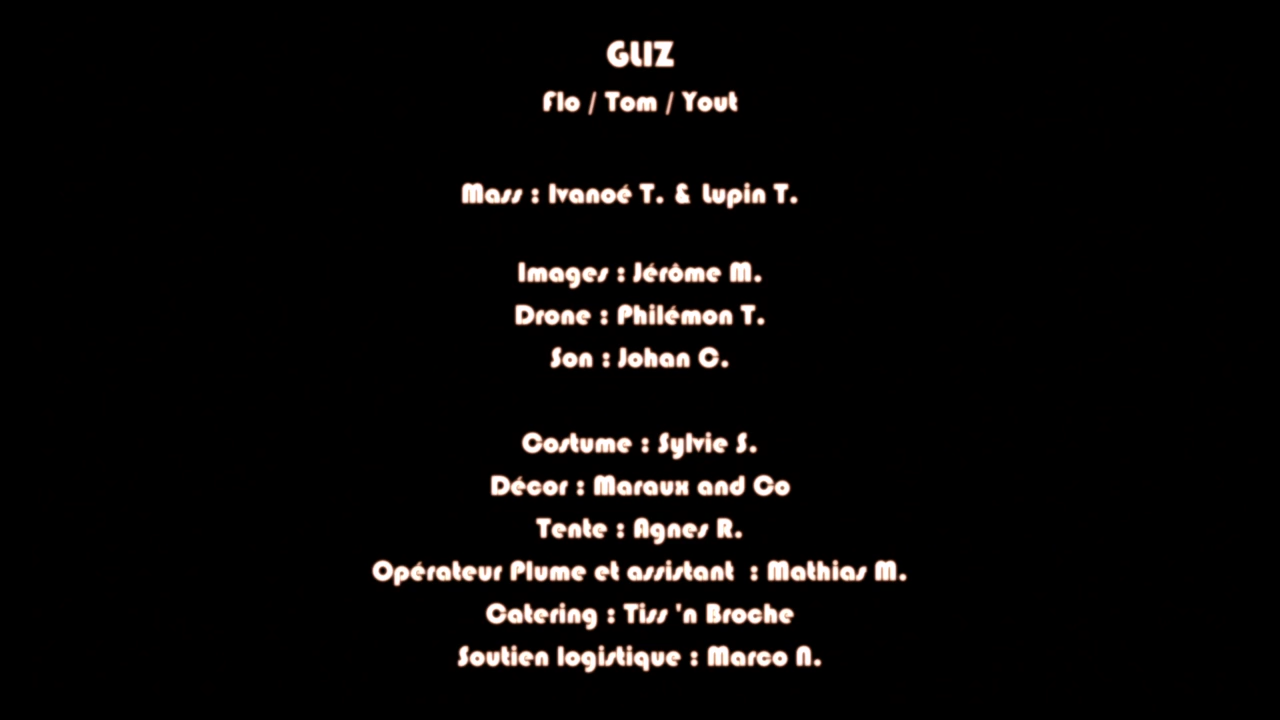 GLIZ
Flo / Tom / Yout
Mass : Ivanoé T. & Lupin T.
Images : Jérôme M.
Drone : Philémon T.
Son : Johan C.
Costume : Sylvie S.
Décor : Maraux and Co
Tente : Agnes R.
Opérateur Plume et assistant  : Mathias M.
Catering : Tiss 'n Broche
Soutien logistique : Marco N.